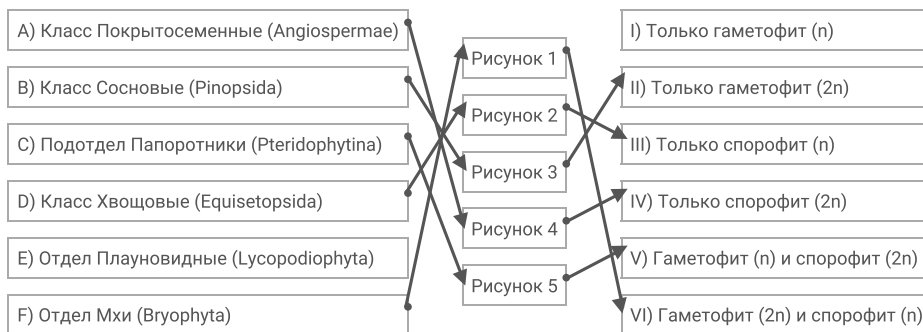 A) Класс Покрытосеменные (Angiospermae)
B) Класс Сосновые (Pinopsida)
C) Подотдел Папоротники (Pteridophytina)
D) Класс Хвощовые (Equisetopsida)
E) Отдел Плауновидные (Lycopodiophyta)
F) Отдел Мхи (Bryophyta)
Рисунок 1
Рисунок 2
Рисунок 3
Рисунок 4
Рисунок 5
I) Только гаметофит (n)
II) Только гаметофит (2n)
III) Только спорофит (n)
IV) Только спорофит (2n)
V) Гаметофит (n) и спорофит (2n)
VI) Гаметофит (2n) и спорофит (n)